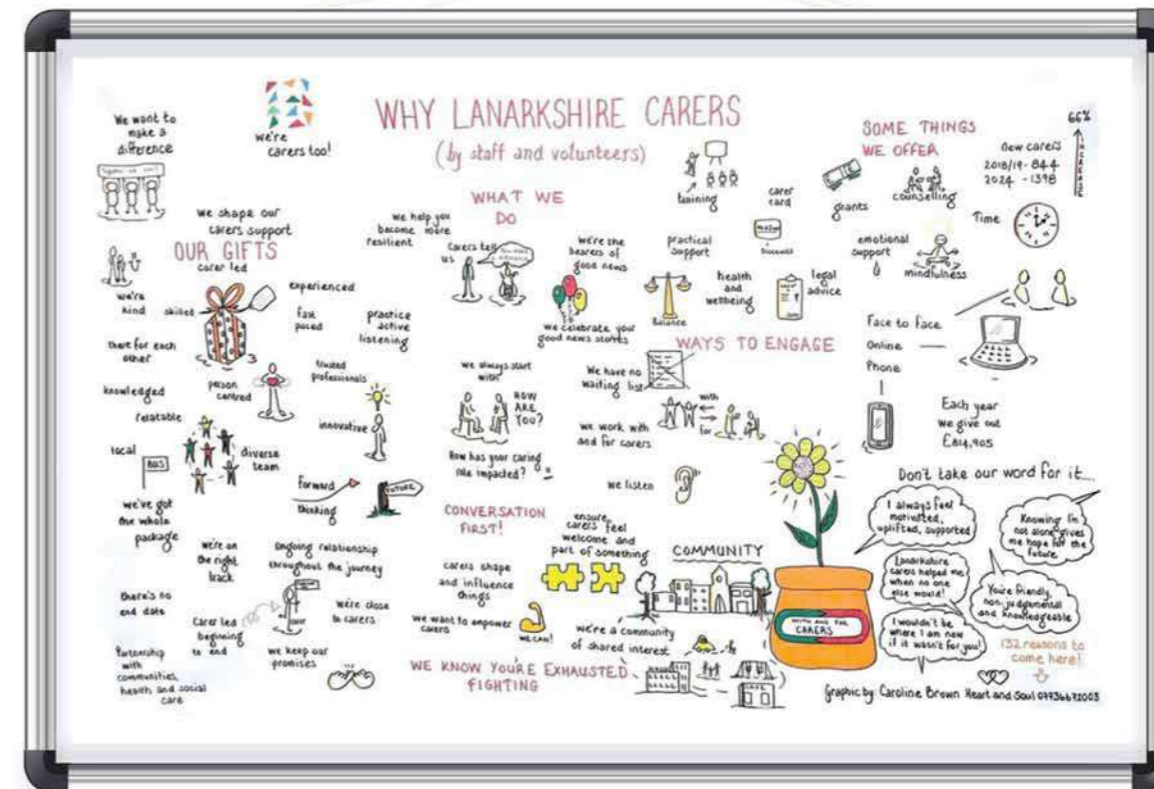 WHY LANARKSHIRE CARERS
(by staff and volunteers)
We want to
make a
difference
we're
carers too!
we shape our
carers support
OUR GIFTS
carer led
we're
kind
skilled
experienced
fast
paced
practice
active
listening
there for each
other
knowledged
person
centred
trusted
professionals
relatable
innovative
local
BUS
diverse
team
forward
thinking
FUTURE
we've got
the whole
package
we're on
the right
track
ongoing relationship
throughout the journey
there's no
end date
Carer led
beginning
to end
we're close
to carers
we keep our
promises
Partnership
with
communities,
health and social
care
WHAT WE
DO
we help you
become more
resilient
carers tell
us
we're the
bearers of
good news
we celebrate your
good news stories
practical
support
Balance
health
and
wellbeing
legal
advice
we always start
with
HOW
ARE
YOU?
How has your caring
role impacted?
CONVERSATION
FIRST!
carers shape
and influence
things
we want to empower
carers
WE CAN!
WE KNOW YOU'RE EXHAUSTED
FIGHTING
SOME THINGS
WE OFFER
training
carer
card
grants
counselling
emotional
support
mindfulness
Time
new carers
2018/19 - 844
2024 - 1398
66%
INCREASE
WAYS TO ENGAGE
We have no
waiting list
with
for
we work with
and for carers
we listen
Face to Face
Online
Phone
Each year
we give out
£814,905
ensure
carers feel
welcome and
part of something
COMMUNITY
we're a community
of shared interest
CAFE
WITH AND FOR
CARERS
Don't take our word for it....
I always feel
motivated,
uplifted, supported
Knowing I'm
not alone gives
me hope for the
future
Lanarkshire
carers helped me
when no one
else would!
You're friendly,
non-judgemental
and knowledgeable
I wouldn't be
where I am now
if it wasn't for you!
132 reasons to
come here!
Graphic by: Caroline Brown Heart and Soul 07736672003